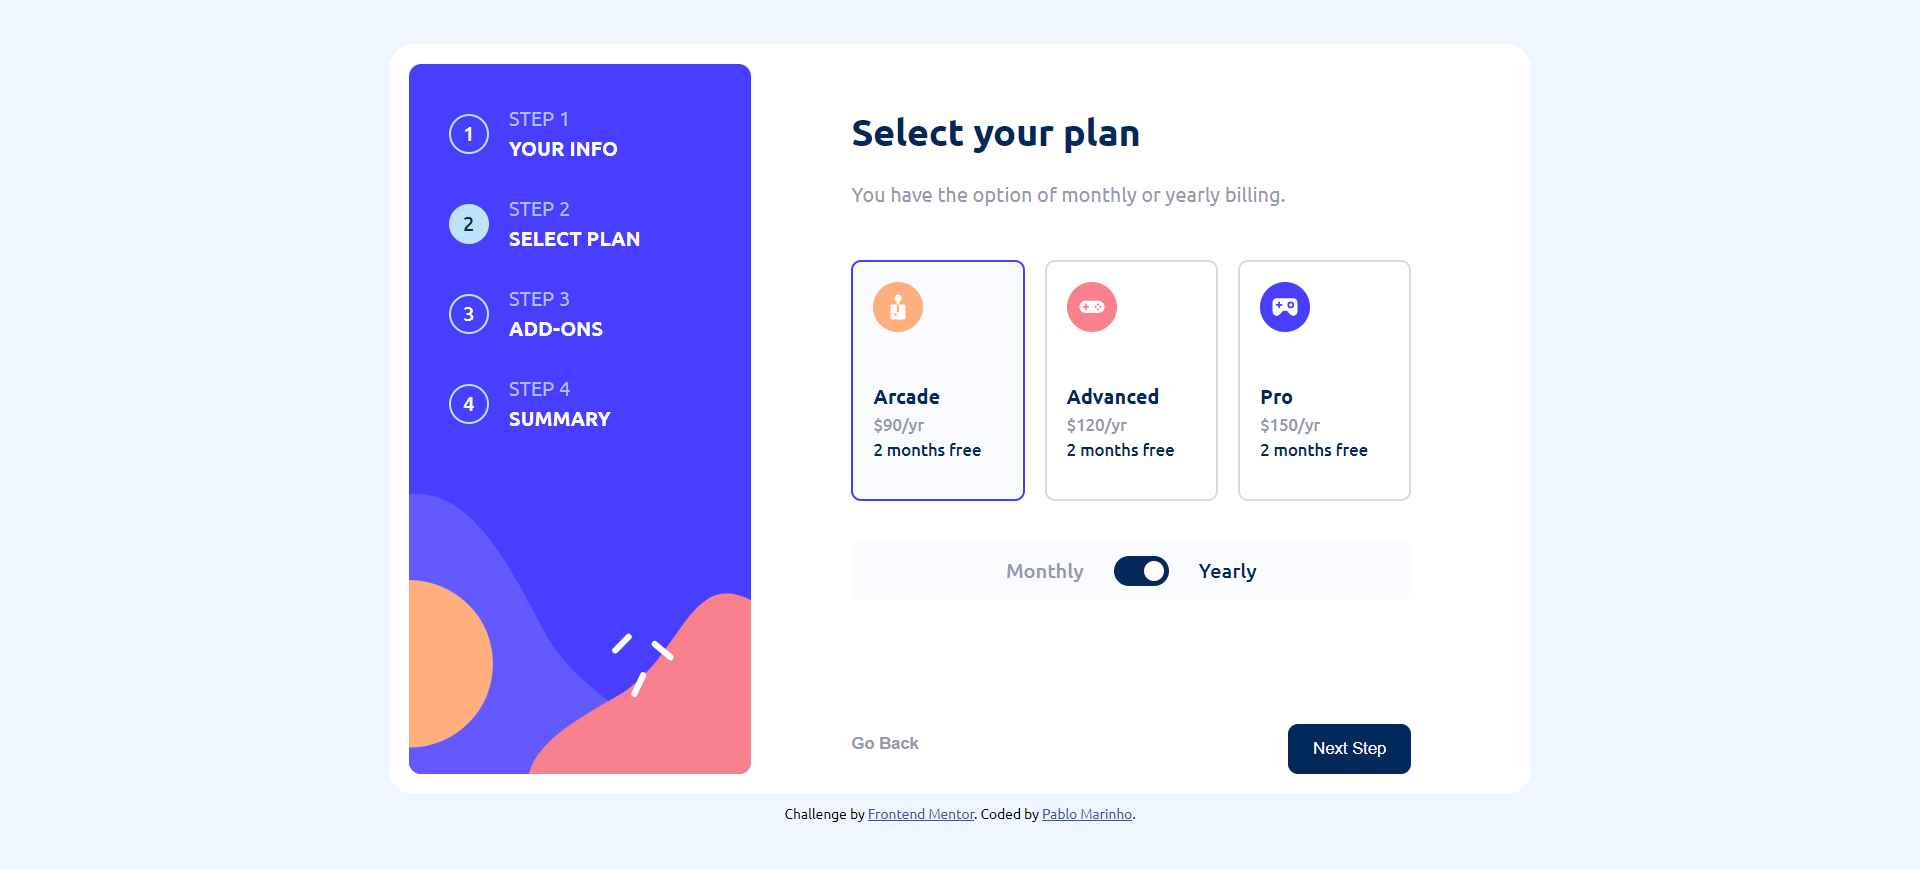 1
STEP 1
YOUR INFO
2
STEP 2
SELECT PLAN
3
STEP 3
ADD-ONS
4
STEP 4
SUMMARY
Select your plan
You have the option of monthly or yearly billing.
Arcade
$90/yr
2 months free
Advanced
$120/yr
2 months free
Pro
$150/yr
2 months free
Monthly Yearly
Go Back
Next Step
Challenge by Frontend Mentor. Coded by Pablo Marinho.